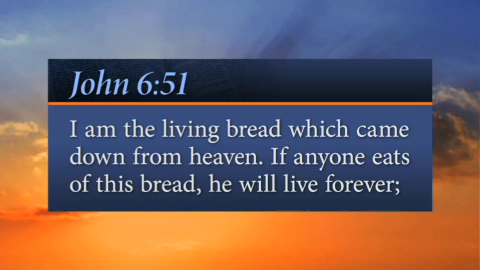 John 6:51
I am the living bread which came
down from heaven. If anyone eats
of this bread, he will live forever;